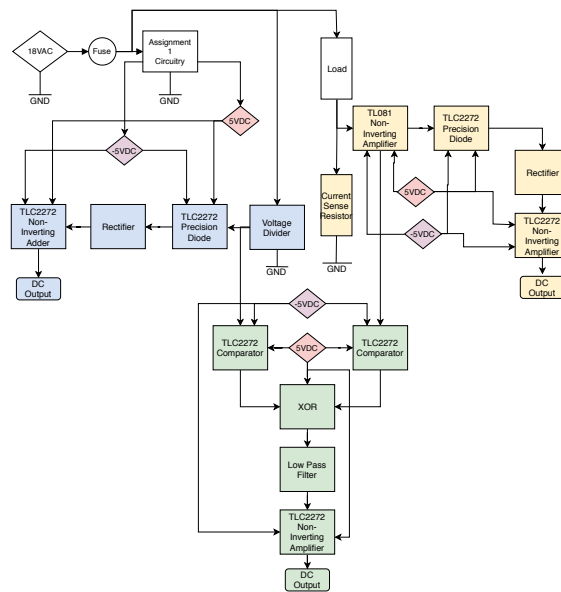 18VAC
Fuse
Assignment
1
Circuitry
GND
GND
Load
5VDC
-5VDC
TL081
Non-
Inverting
Amplifier
TLC2272
Precision
Diode
Rectifier
5VDC
-5VDC
TLC2272
Non-
Inverting
Amplifier
DC
Output
Current
Sense
Resistor
GND
TLC2272
Non-
Inverting
Adder
Rectifier
TLC2272
Precision
Diode
Voltage
Divider
GND
DC
Output
-5VDC
TLC2272
Comparator
5VDC
TLC2272
Comparator
XOR
Low Pass
Filter
TLC2272
Non-
Inverting
Amplifier
DC
Output